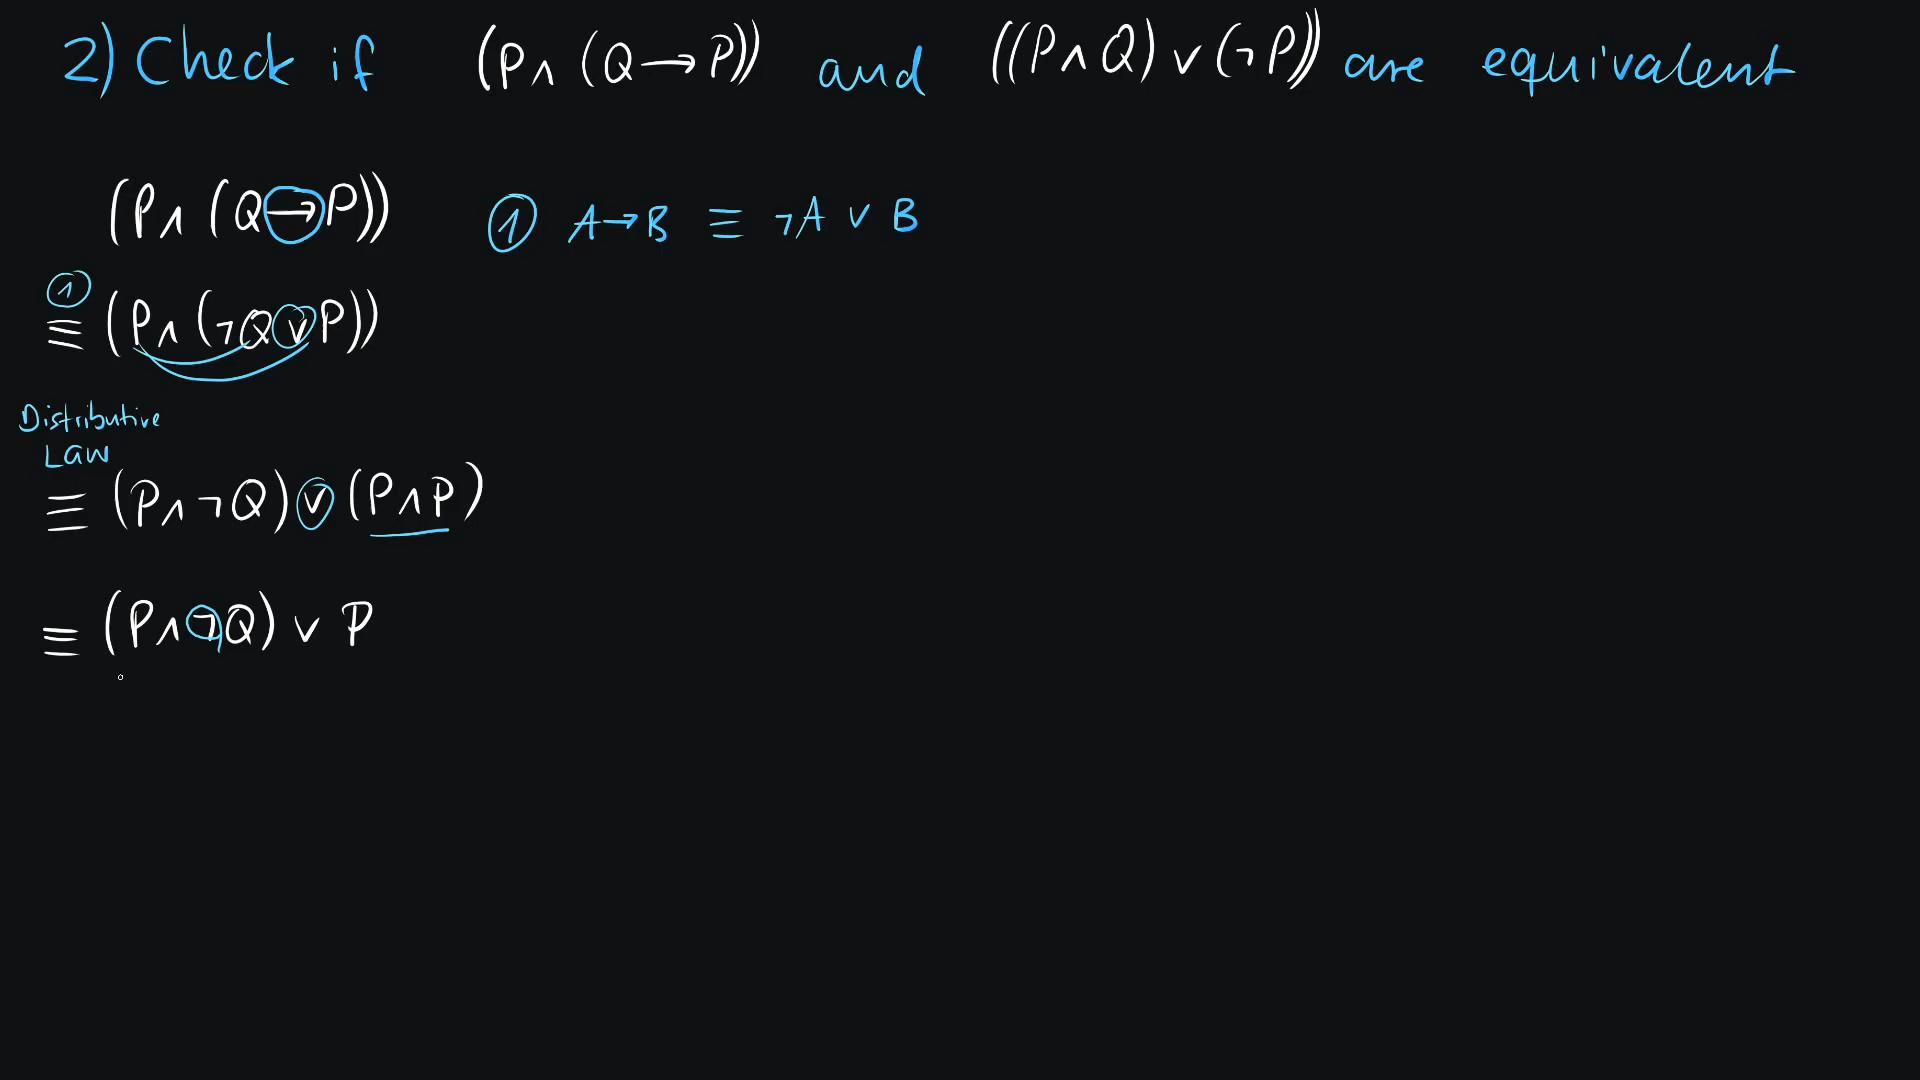 2) Check if (P ∧ (Q → P)) and ((P ∧ Q) ∨ (¬P)) are equivalent
(P ∧ (Q → P)) ① A → B ≡ ¬A ∨ B
①
≡ (P ∧ (¬Q ∨ P))
Distributive
Law
≡ (P ∧ ¬Q) ∨ (P ∧ P)
≡ (P ∧ ¬Q) ∨ P